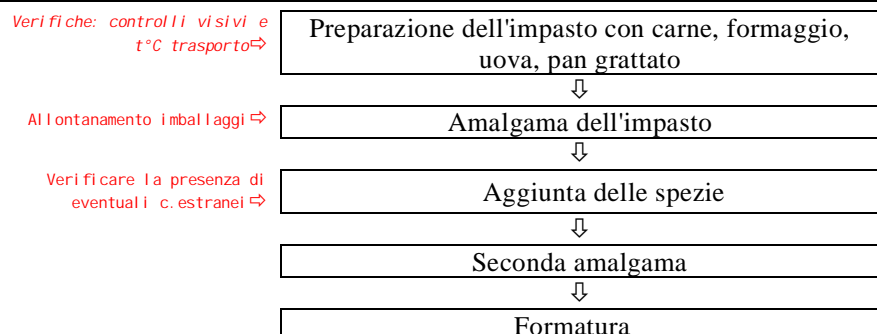 Verifiche: controlli visivi e
t°C trasporto⇨
Preparazione dell'impasto con carne, formaggio,
uova, pan grattato
⇩
Allontanamento imballaggi ⇨
Amalgama dell'impasto
⇩
Verificare la presenza di
eventuali c.estranei⇨
Aggiunta delle spezie
⇩
Seconda amalgama
⇩
Formatura